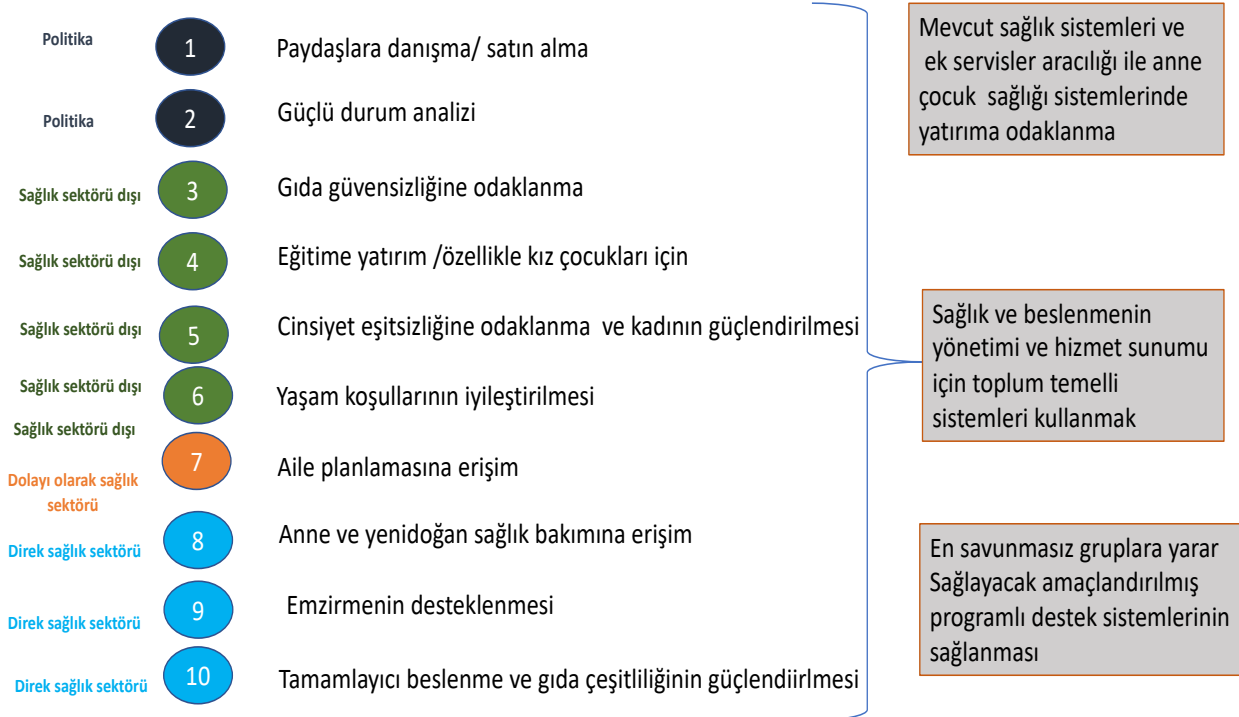 Politika
1
Paydaşlara danışma/ satın alma
Politika
2
Güçlü durum analizi
Sağlık sektörü dışı
3
Gıda güvensizliğine odaklanma
Sağlık sektörü dışı
4
Eğitime yatırım /özellikle kız çocukları için
Sağlık sektörü dışı
5
Cinsiyet eşitsizliğine odaklanma ve kadının güçlendirilmesi
Sağlık sektörü dışı
6
Yaşam koşullarının iyileştirilmesi
Sağlık sektörü dışı
7
Aile planlamasına erişim
Dolayı olarak sağlık
sektörü
8
Anne ve yenidoğan sağlık bakımına erişim
Direk sağlık sektörü
9
Emzirmenin desteklenmesi
Direk sağlık sektörü
10
Tamamlayıcı beslenme ve gıda çeşitliliğinin güçlendiirlmesi
Direk sağlık sektörü
Mevcut sağlık sistemleri ve
ek servisler aracılığı ile anne
çocuk sağlığı sistemlerinde
yatırıma odaklanma
Sağlık ve beslenmenin
yönetimi ve hizmet sunumu
için toplum temelli
sistemleri kullanmak
En savunmasız gruplara yarar
Sağlayacak amaçlandırılmış
programlı destek sistemlerinin
sağlanması